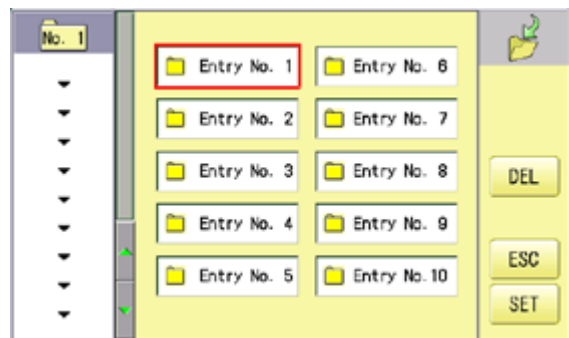 No. 1
Entry No. 1
Entry No. 2
Entry No. 3
Entry No. 4
Entry No. 5
Entry No. 6
Entry No. 7
Entry No. 8
Entry No. 9
Entry No. 10
DEL
ESC
SET